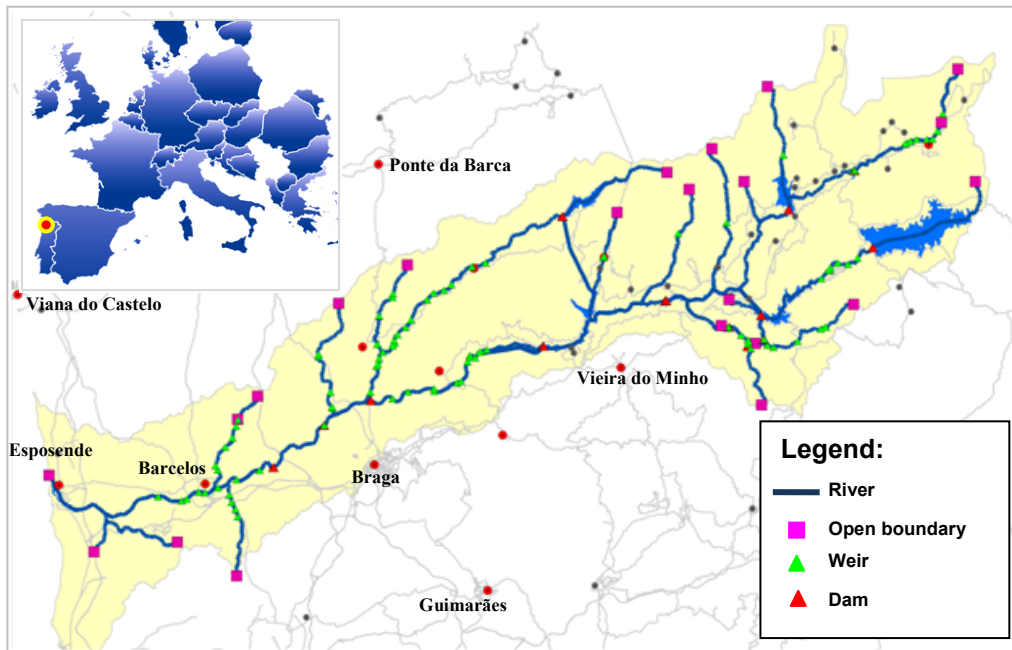 Ponte da Barca
Viana do Castelo
Vieira do Minho
Esposende
Barcelos
Braga
Guimarães
Legend:
River
Open boundary
Weir
Dam